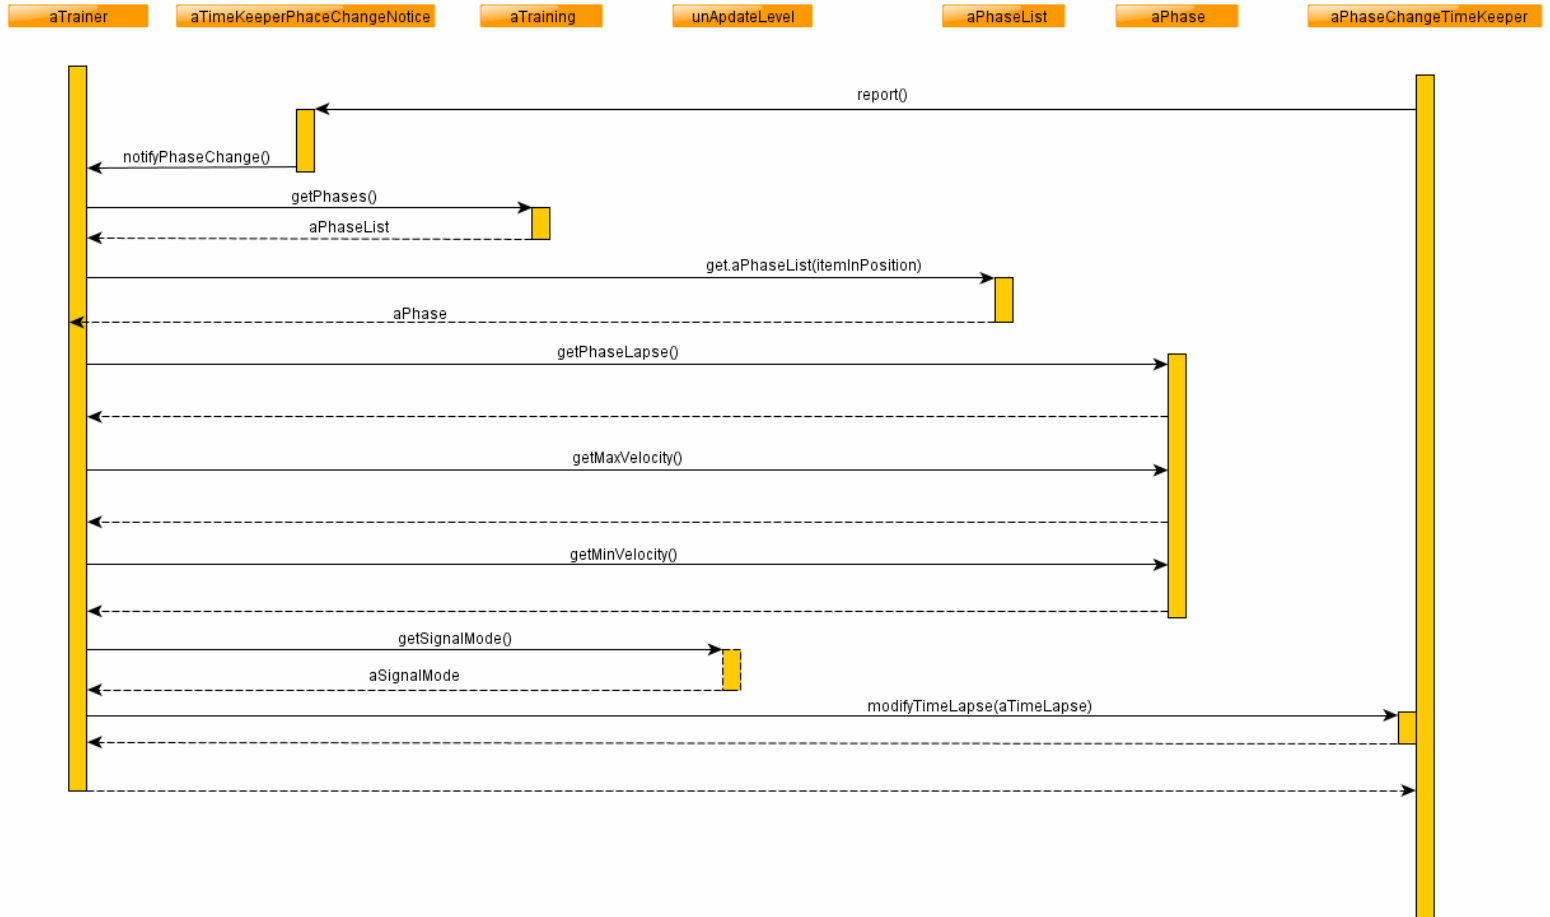 aTrainer
aTimeKeeperPhaceChangeNotice
aTraining
unApdateLevel
aPhaseList
aPhase
aPhaseChangeTimeKeeper
report()
notifyPhaseChange()
getPhases()
aPhaseList
get.aPhaseList(itemInPosition)
aPhase
getPhaseLapse()
getMaxVelocity()
getMinVelocity()
getSignalMode()
aSignalMode
modifyTimeLapse(aTimeLapse)